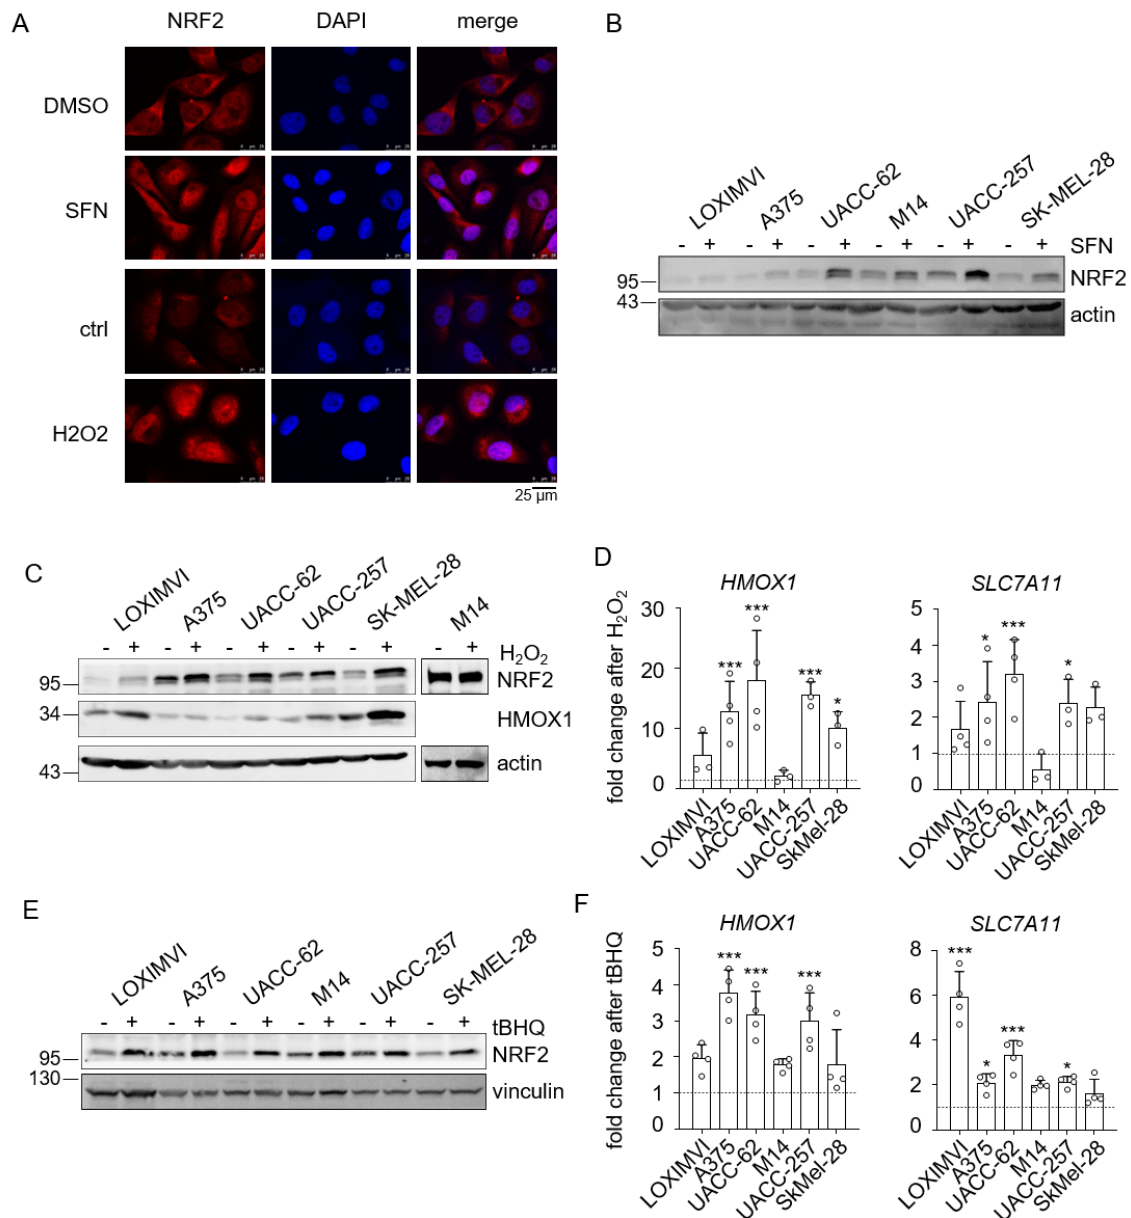 A
NRF2 DAPI merge
DMSO
SFN
ctrl
H2O2
25 µm
B
LOXIMVI A375 UACC-62 M14 UACC-257 SK-MEL-28
- + - + - + - + - + - + SFN
95 NRF2
43 actin
C
LOXIMVI A375 UACC-62 UACC-257 SK-MEL-28 M14
- + - + - + - + - + - + H₂O₂
95 NRF2
34 HMOX1
43 actin
D
HMOX1
fold change after H₂O₂
30
20
10
0
*** *** *** *
LOXIMVI A375 UACC-62 M14 UACC-257 SkMel-28
SLC7A11
5
4
3
2
1
0
* *** *
LOXIMVI A375 UACC-62 M14 UACC-257 SkMel-28
E
LOXIMVI A375 UACC-62 M14 UACC-257 SK-MEL-28
- + - + - + - + - + - + tBHQ
95 NRF2
130 vinculin
F
HMOX1
fold change after tBHQ
5
4
3
2
1
0
*** *** ***
LOXIMVI A375 UACC-62 M14 UACC-257 SkMel-28
SLC7A11
8
6
4
2
0
*** * *** *
LOXIMVI A375 UACC-62 M14 UACC-257 SkMel-28